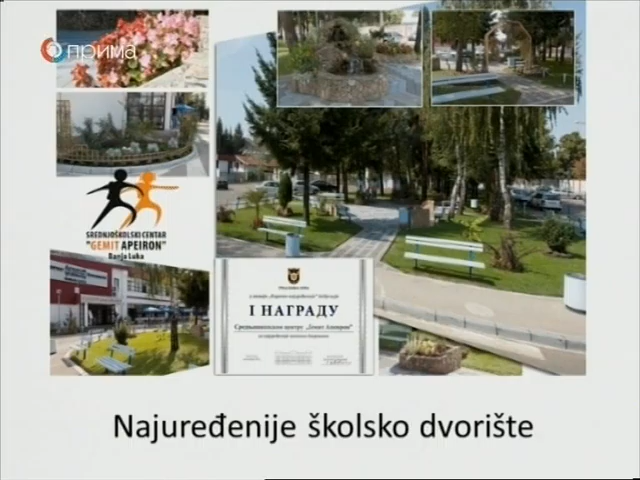 прима
SREDNJOŠKOLSKI CENTAR
"GEMIT APEIRON"
Banja Luka
I НАГРАДУ
Средњошколском центру „Гемит Апеирон"
Najuređenije školsko dvorište